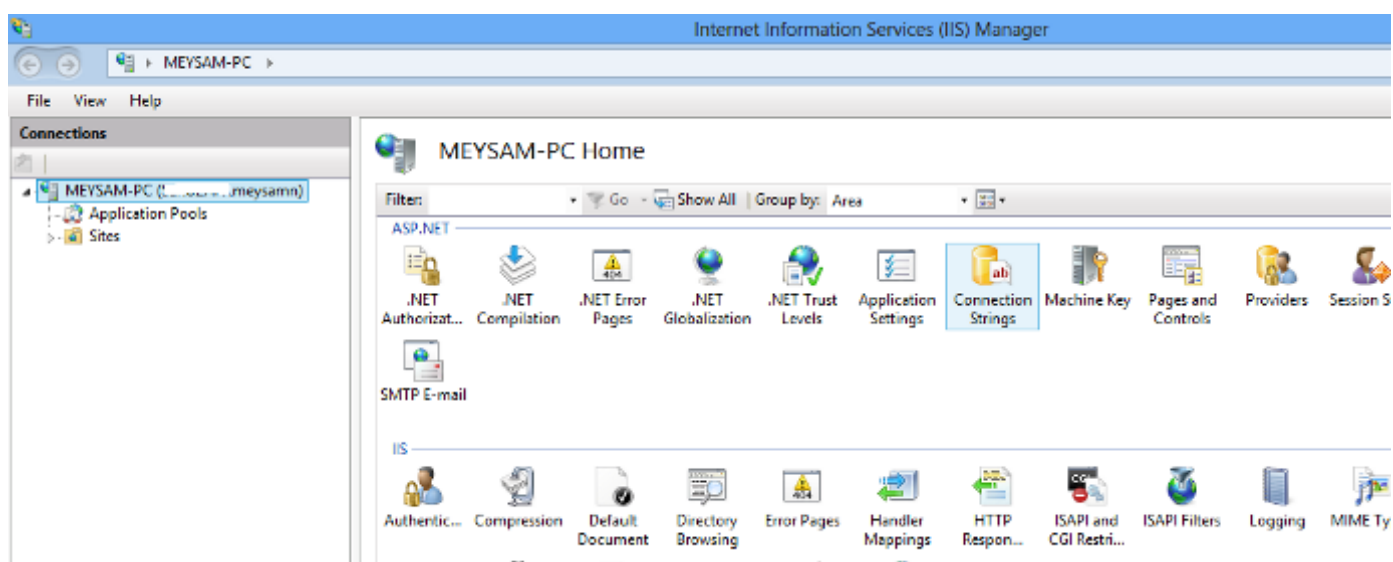 Internet Information Services (IIS) Manager
MEYSAM-PC
File View Help
Connections
MEYSAM-PC ( meysamn)
Application Pools
Sites
MEYSAM-PC Home
Filter: Go Show All Group by: Area
ASP.NET
.NET Authorizat...
.NET Compilation
.NET Error Pages
.NET Globalization
.NET Trust Levels
Application Settings
Connection Strings
Machine Key
Pages and Controls
Providers
Session S
SMTP E-mail
IIS
Authentic...
Compression
Default Document
Directory Browsing
Error Pages
Handler Mappings
HTTP Respon...
ISAPI and CGI Restri...
ISAPI Filters
Logging
MIME Ty